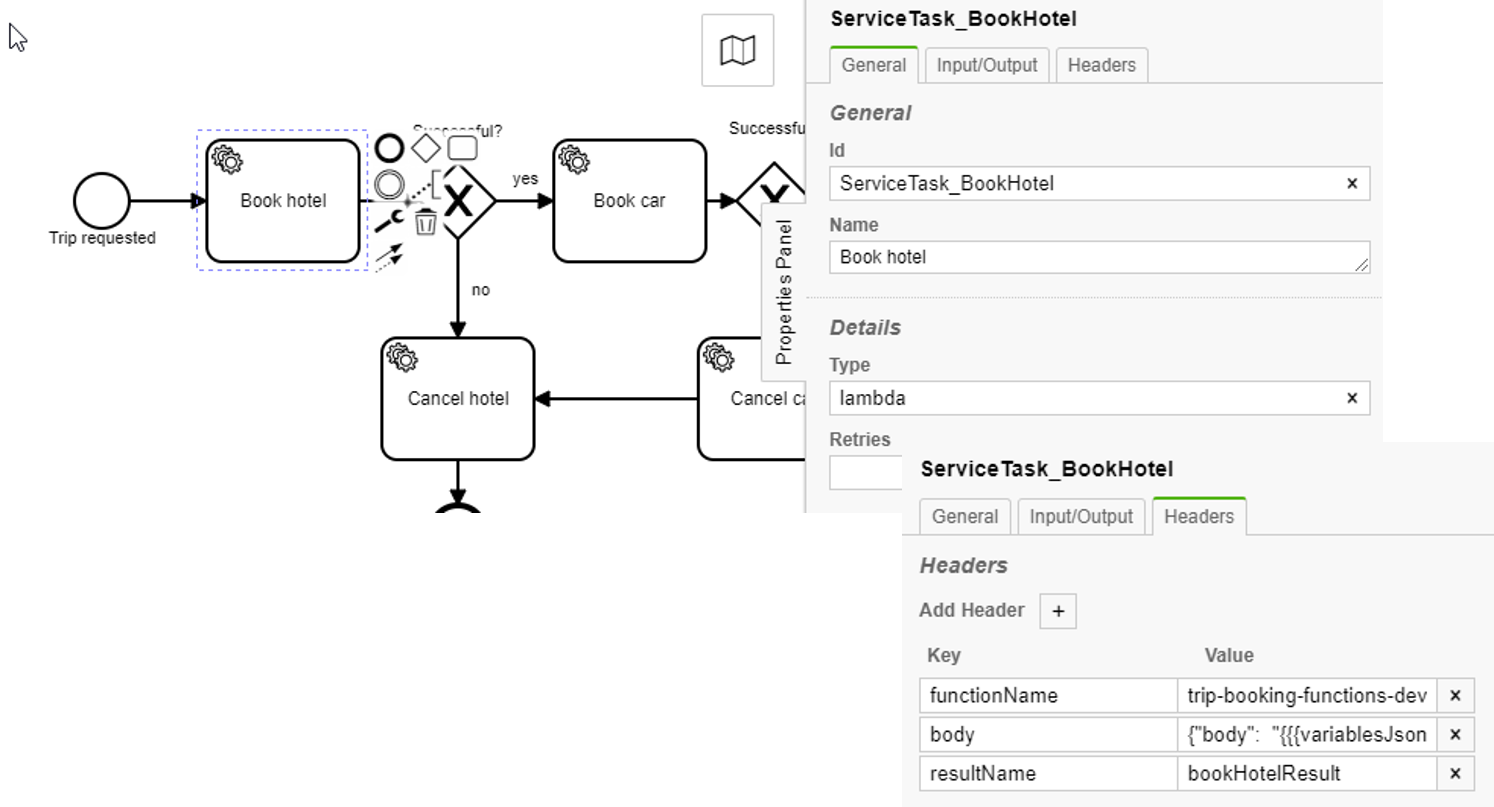 ServiceTask_BookHotel
General
Input/Output
Headers
General
Id
ServiceTask_BookHotel
Name
Book hotel
Details
Type
lambda
Retries
Successful?
Successfu
Book hotel
yes
Book car
Trip requested
Properties Panel
no
Cancel hotel
Cancel ca
ServiceTask_BookHotel
General
Input/Output
Headers
Headers
Add Header +
Key Value
functionName trip-booking-functions-dev
body {"body": "{{{variablesJson
resultName bookHotelResult